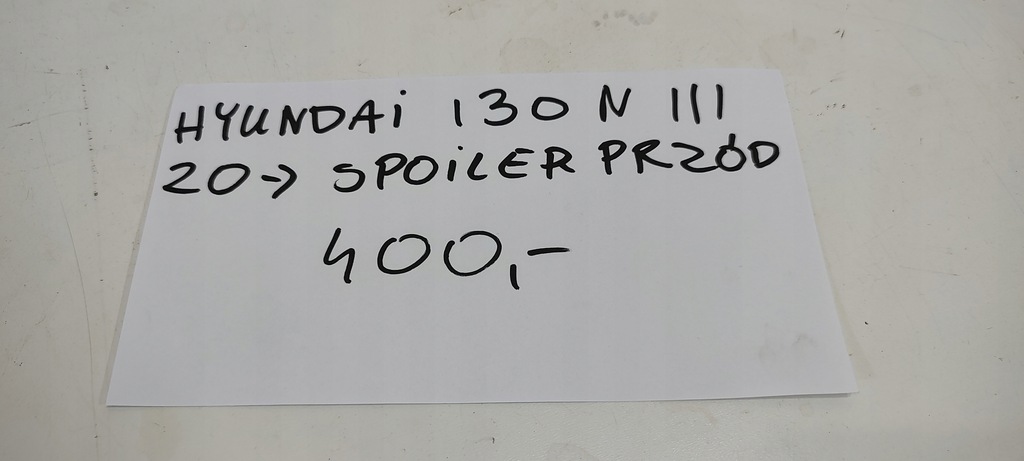 HYUNDAi I30 N III
20-> SPOiLER PRZÓD
400,-